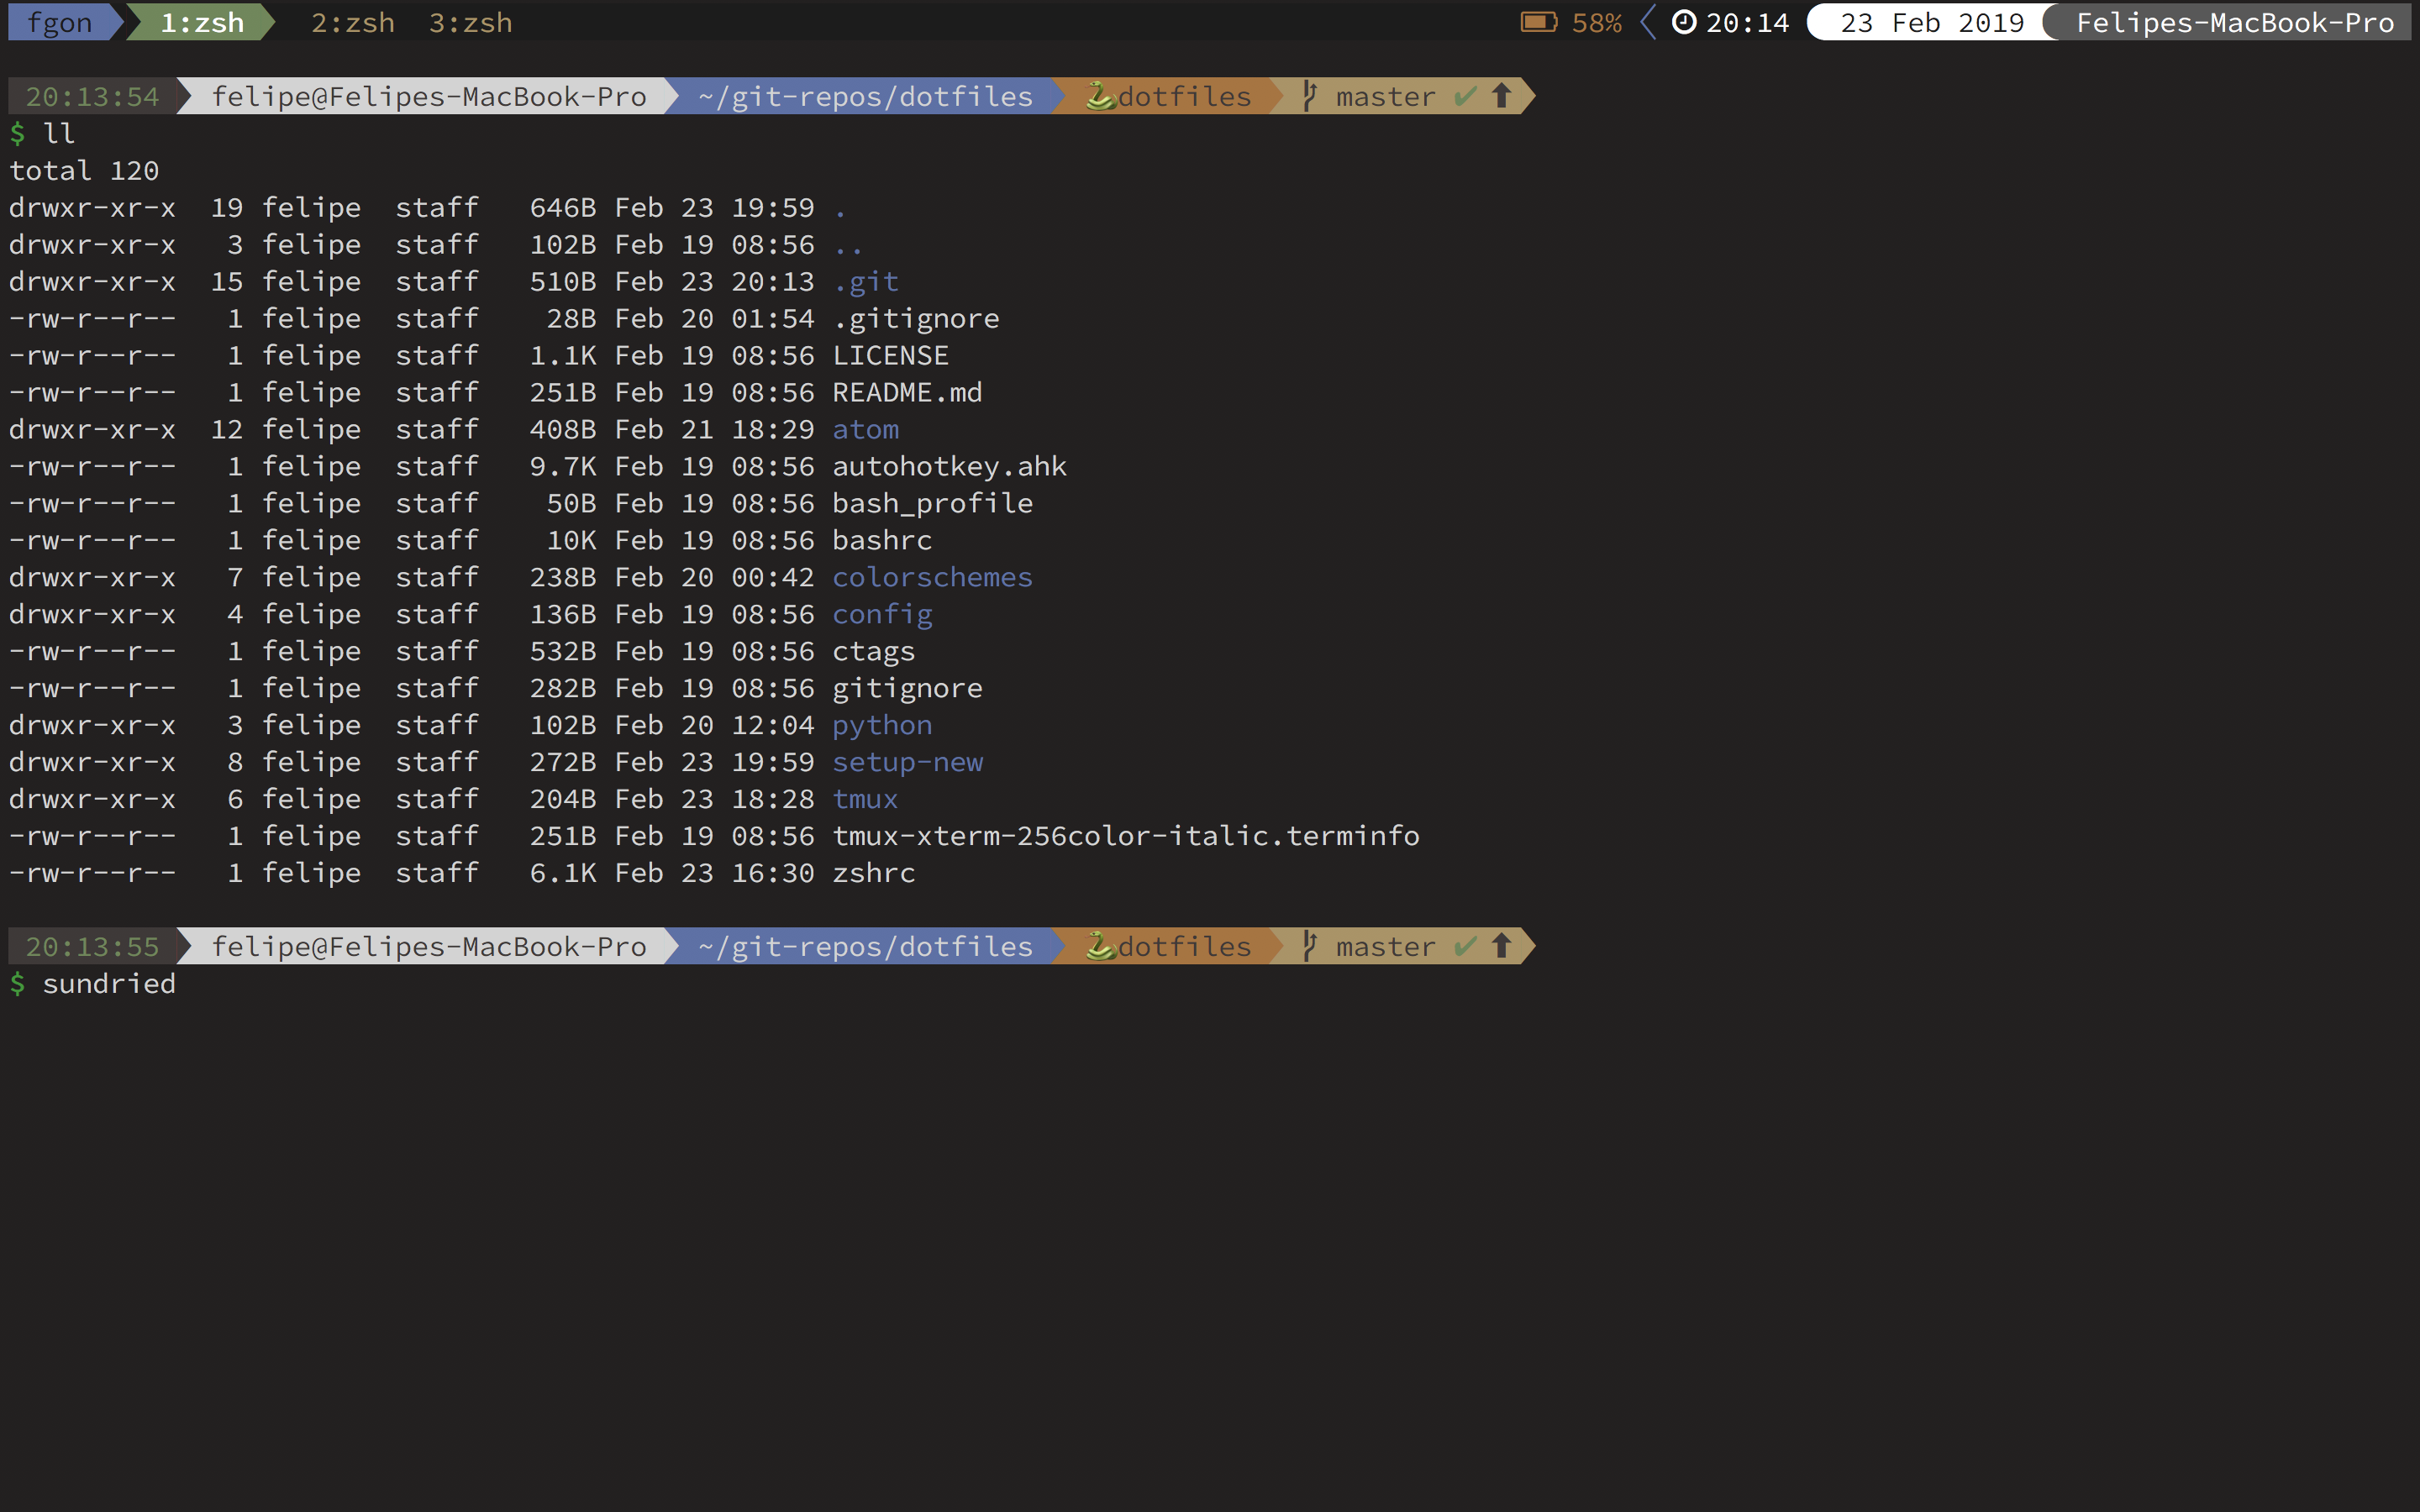 fgon 1:zsh 2:zsh 3:zsh 58% 20:14 23 Feb 2019 Felipes-MacBook-Pro
20:13:54 felipe@Felipes-MacBook-Pro ~/git-repos/dotfiles 🐍dotfiles master ✔ ⬆
$ ll
total 120
drwxr-xr-x  19 felipe  staff   646B Feb 23 19:59 .
drwxr-xr-x   3 felipe  staff   102B Feb 19 08:56 ..
drwxr-xr-x  15 felipe  staff   510B Feb 23 20:13 .git
-rw-r--r--   1 felipe  staff    28B Feb 20 01:54 .gitignore
-rw-r--r--   1 felipe  staff   1.1K Feb 19 08:56 LICENSE
-rw-r--r--   1 felipe  staff   251B Feb 19 08:56 README.md
drwxr-xr-x  12 felipe  staff   408B Feb 21 18:29 atom
-rw-r--r--   1 felipe  staff   9.7K Feb 19 08:56 autohotkey.ahk
-rw-r--r--   1 felipe  staff    50B Feb 19 08:56 bash_profile
-rw-r--r--   1 felipe  staff    10K Feb 19 08:56 bashrc
drwxr-xr-x   7 felipe  staff   238B Feb 20 00:42 colorschemes
drwxr-xr-x   4 felipe  staff   136B Feb 19 08:56 config
-rw-r--r--   1 felipe  staff   532B Feb 19 08:56 ctags
-rw-r--r--   1 felipe  staff   282B Feb 19 08:56 gitignore
drwxr-xr-x   3 felipe  staff   102B Feb 20 12:04 python
drwxr-xr-x   8 felipe  staff   272B Feb 23 19:59 setup-new
drwxr-xr-x   6 felipe  staff   204B Feb 23 18:28 tmux
-rw-r--r--   1 felipe  staff   251B Feb 19 08:56 tmux-xterm-256color-italic.terminfo
-rw-r--r--   1 felipe  staff   6.1K Feb 23 16:30 zshrc
20:13:55 felipe@Felipes-MacBook-Pro ~/git-repos/dotfiles 🐍dotfiles master ✔ ⬆
$ sundried